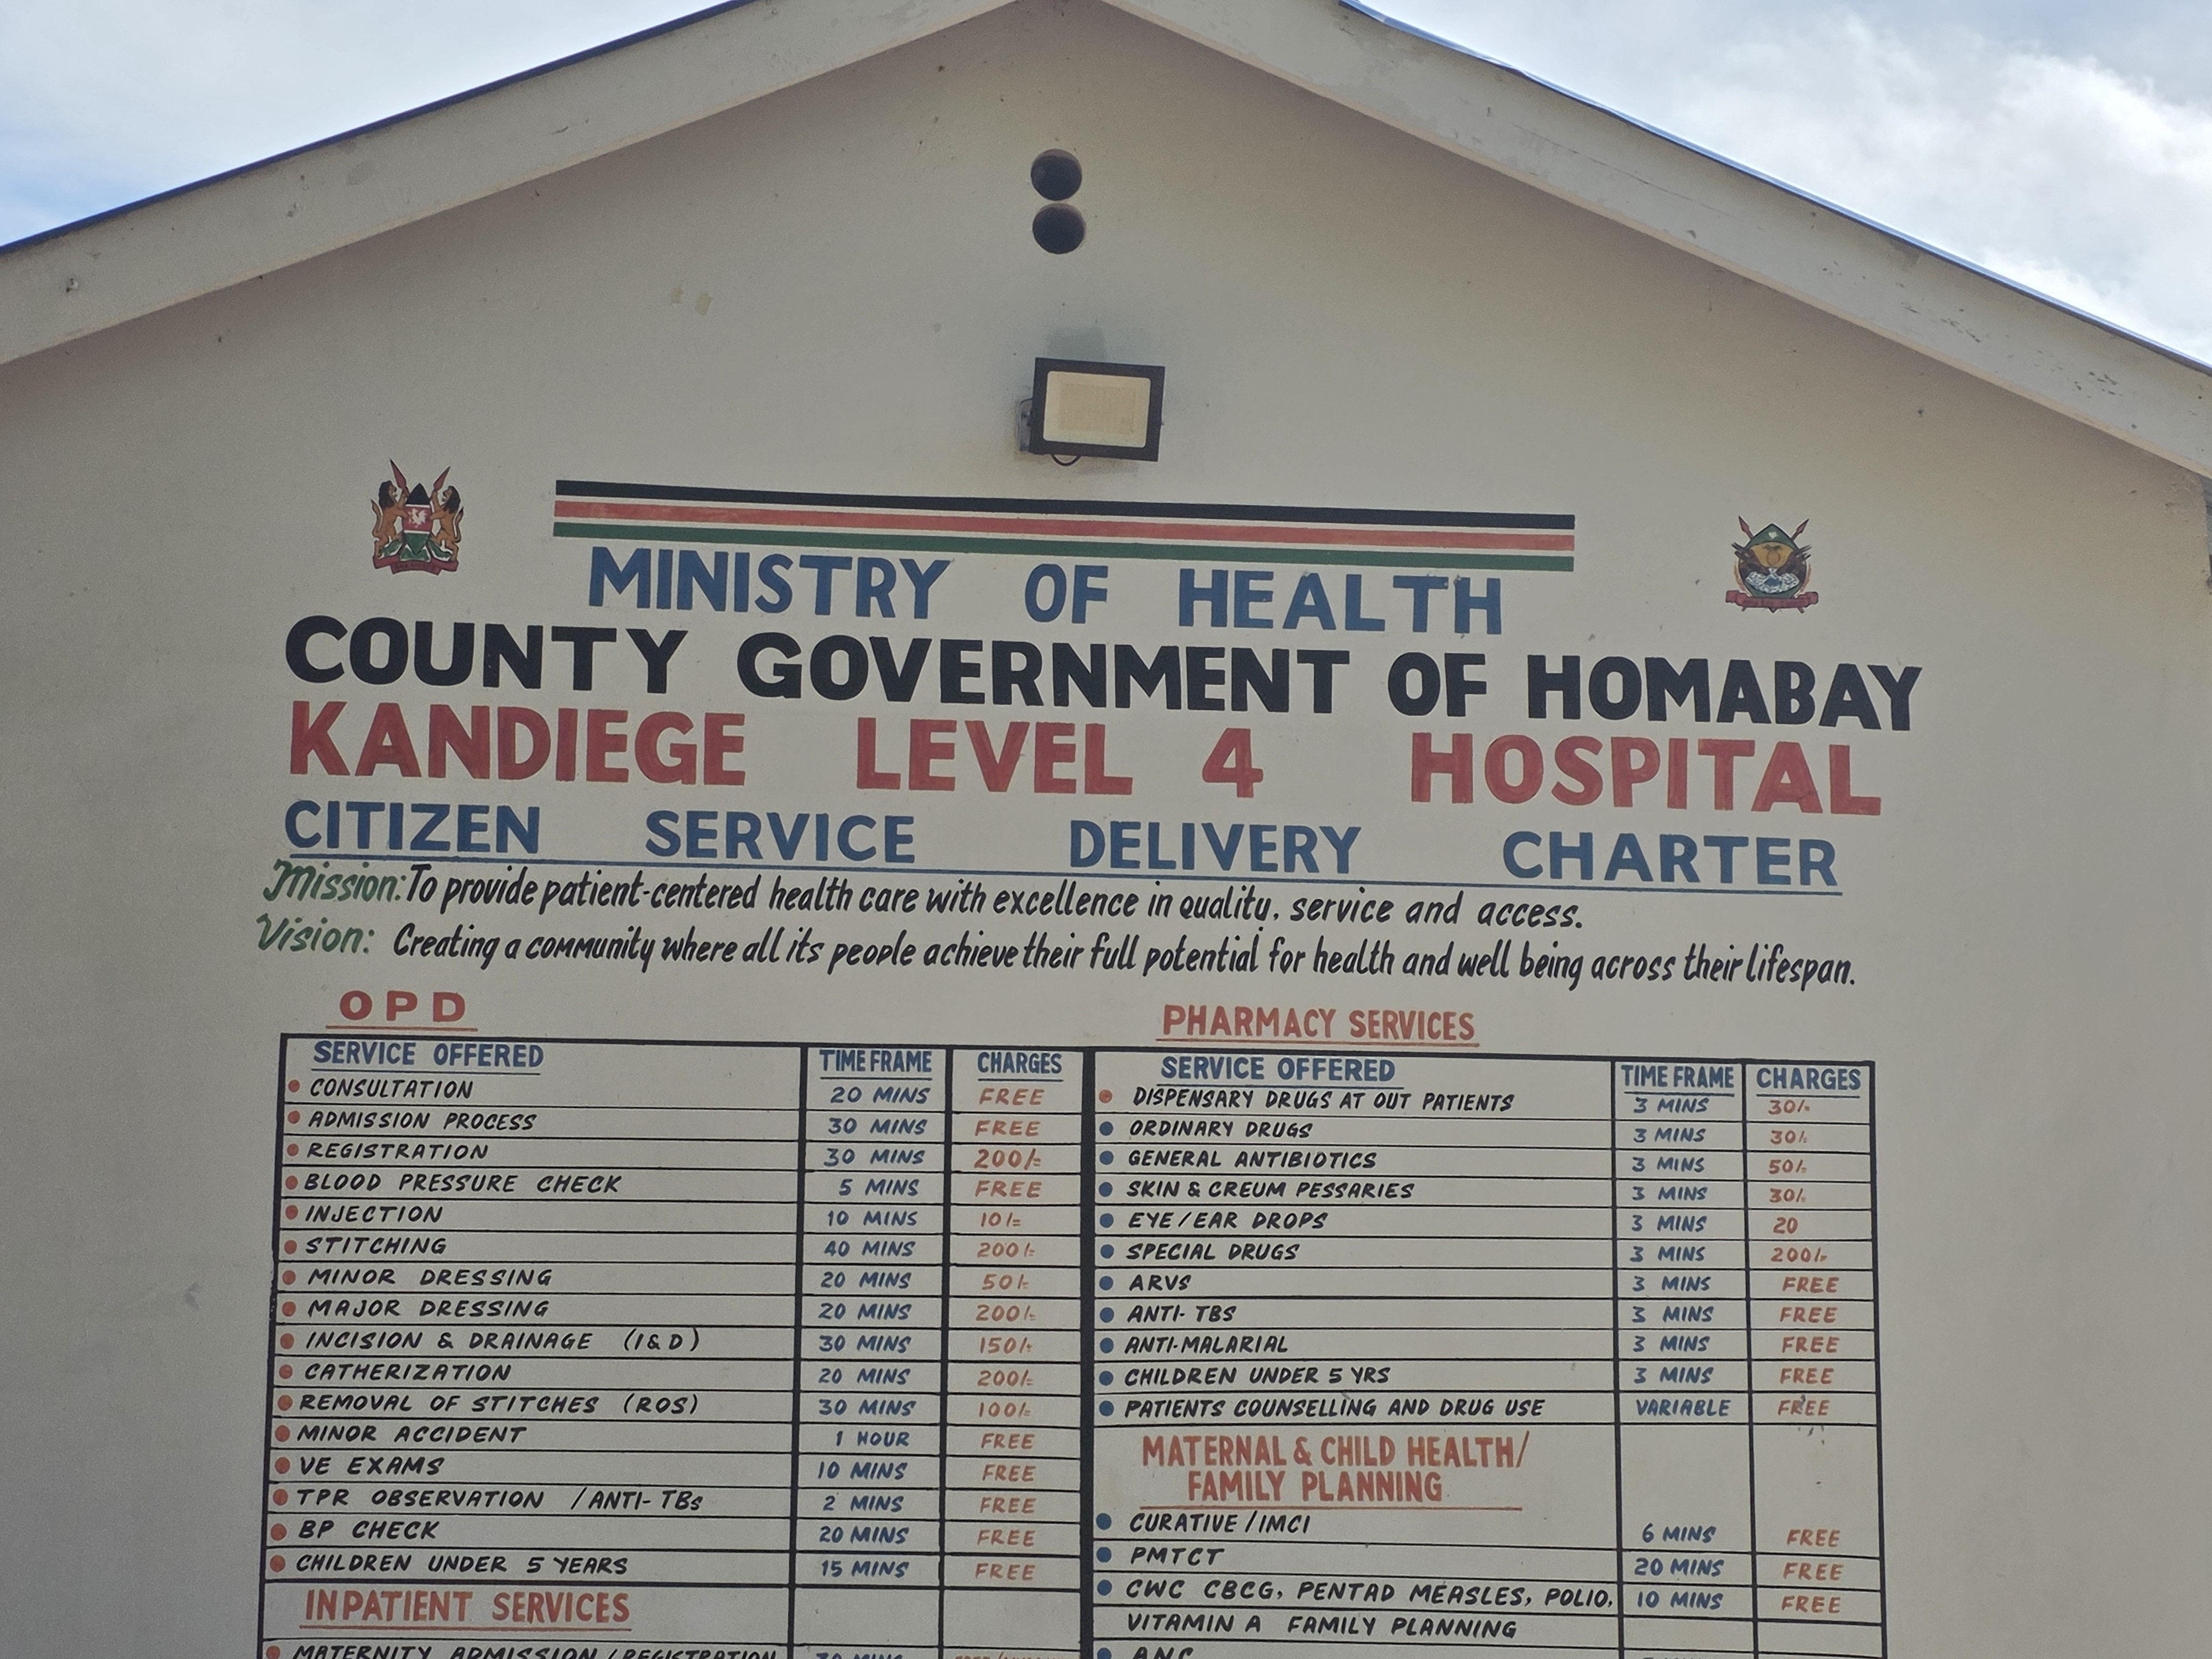 MINISTRY OF HEALTH
COUNTY GOVERNMENT OF HOMABAY
KANDIEGE LEVEL 4 HOSPITAL
CITIZEN SERVICE DELIVERY CHARTER
Mission: To provide patient-centered health care with excellence in quality, service and access.
Vision: Creating a community where all its people achieve their full potential for health and well being across their lifespan.
OPD
SERVICE OFFERED TIME FRAME CHARGES
CONSULTATION 20 MINS FREE
ADMISSION PROCESS 30 MINS FREE
REGISTRATION 30 MINS 200/=
BLOOD PRESSURE CHECK 5 MINS FREE
INJECTION 10 MINS 10/=
STITCHING 40 MINS 200/=
MINOR DRESSING 20 MINS 50/=
MAJOR DRESSING 20 MINS 200/=
INCISION & DRAINAGE (I&D) 30 MINS 150/=
CATHERIZATION 20 MINS 200/=
REMOVAL OF STITCHES (ROS) 30 MINS 100/=
MINOR ACCIDENT 1 HOUR FREE
VE EXAMS 10 MINS FREE
TPR OBSERVATION /ANTI-TBs 2 MINS FREE
BP CHECK 20 MINS FREE
CHILDREN UNDER 5 YEARS 15 MINS FREE
INPATIENT SERVICES
MATERNITY ADMISSION/REGISTRATION 30 MINS
PHARMACY SERVICES
SERVICE OFFERED TIME FRAME CHARGES
DISPENSARY DRUGS AT OUT PATIENTS 3 MINS 30/=
ORDINARY DRUGS 3 MINS 30/=
GENERAL ANTIBIOTICS 3 MINS 50/=
SKIN & CREUM PESSARIES 3 MINS 30/=
EYE/EAR DROPS 3 MINS 20
SPECIAL DRUGS 3 MINS 200/=
ARVS 3 MINS FREE
ANTI-TBS 3 MINS FREE
ANTI-MALARIAL 3 MINS FREE
CHILDREN UNDER 5 YRS 3 MINS FREE
PATIENTS COUNSELLING AND DRUG USE VARIABLE FREE
MATERNAL & CHILD HEALTH/
FAMILY PLANNING
CURATIVE/IMCI 6 MINS FREE
PMTCT 20 MINS FREE
CWC CBCG, PENTAD MEASLES, POLIO, 10 MINS FREE
VITAMIN A FAMILY PLANNING
ANC